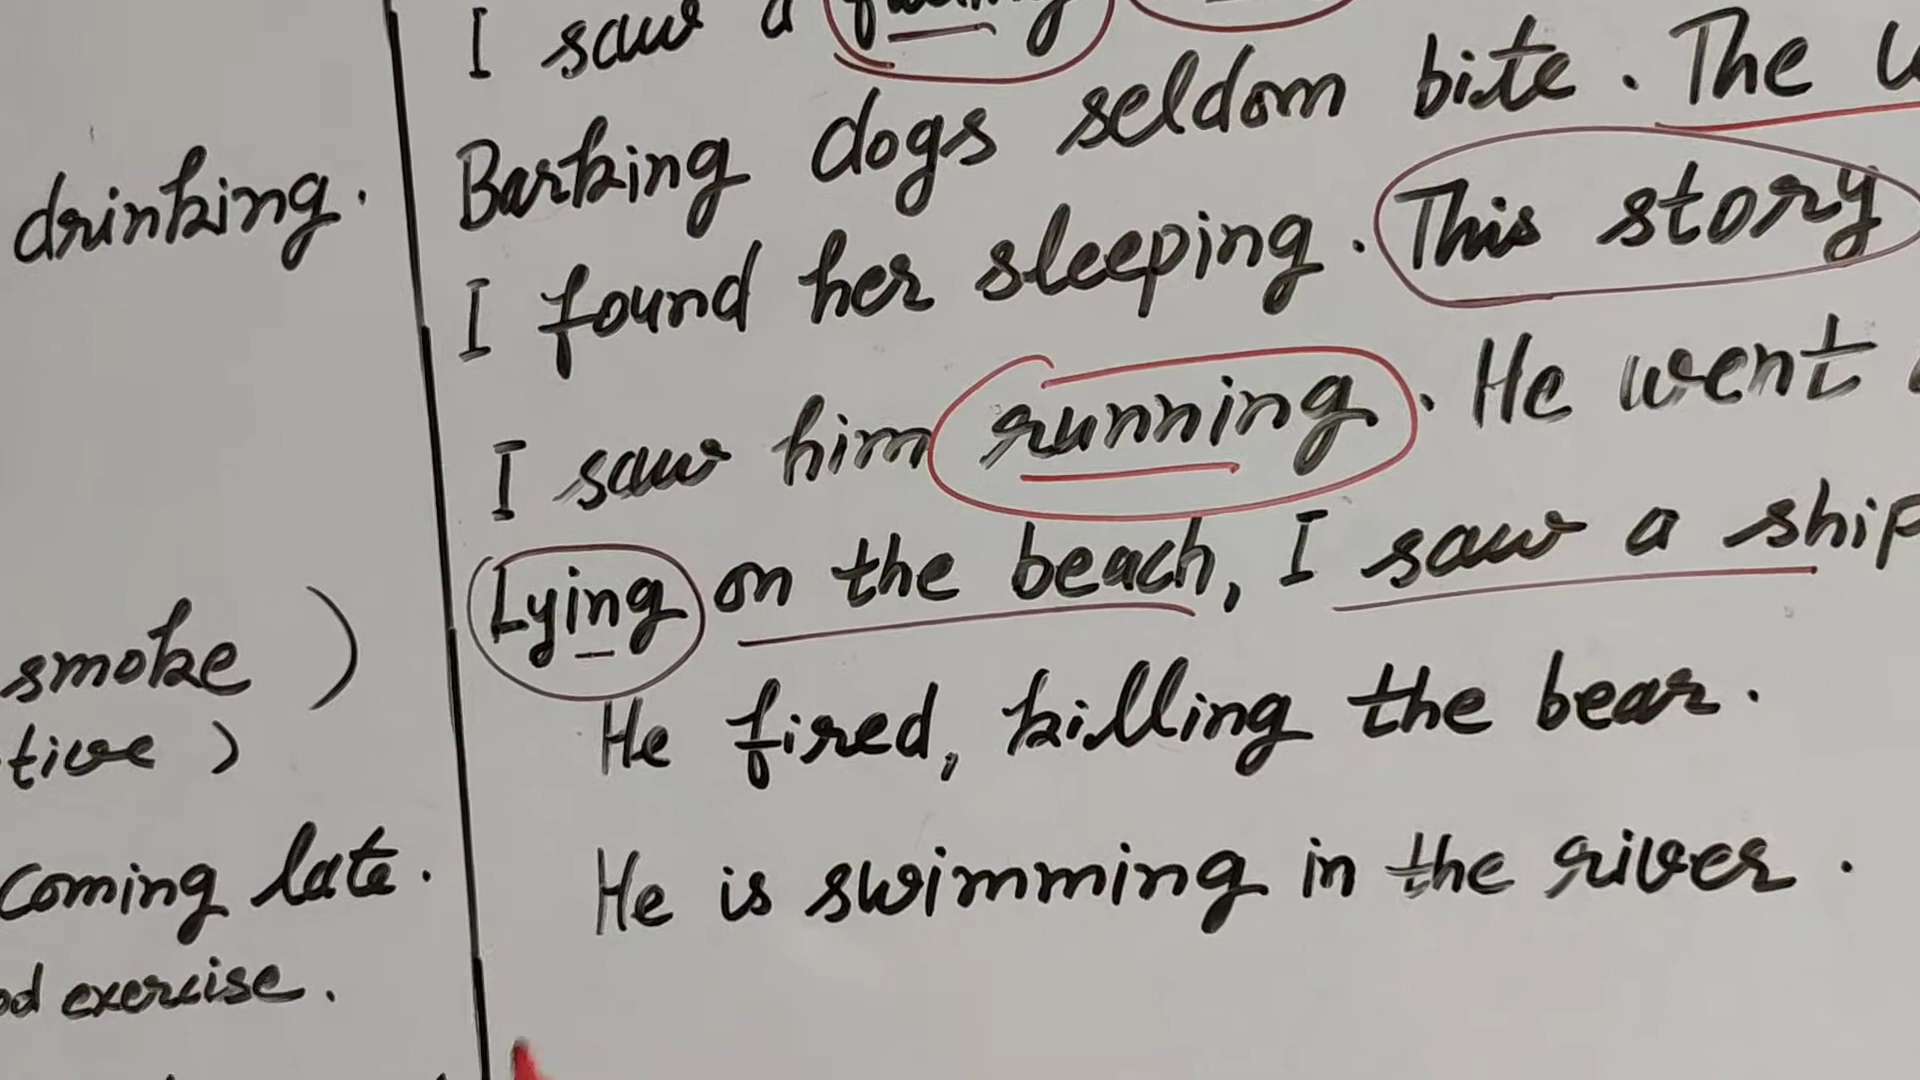 I saw a
Barking dogs seldom bite. The
drinking.
I found her sleeping. This story
I saw him running. He went
Lying on the beach, I saw a ship
smoke)
He fired, killing the bear.
tive)
coming late.
He is swimming in the river.
od exercise.